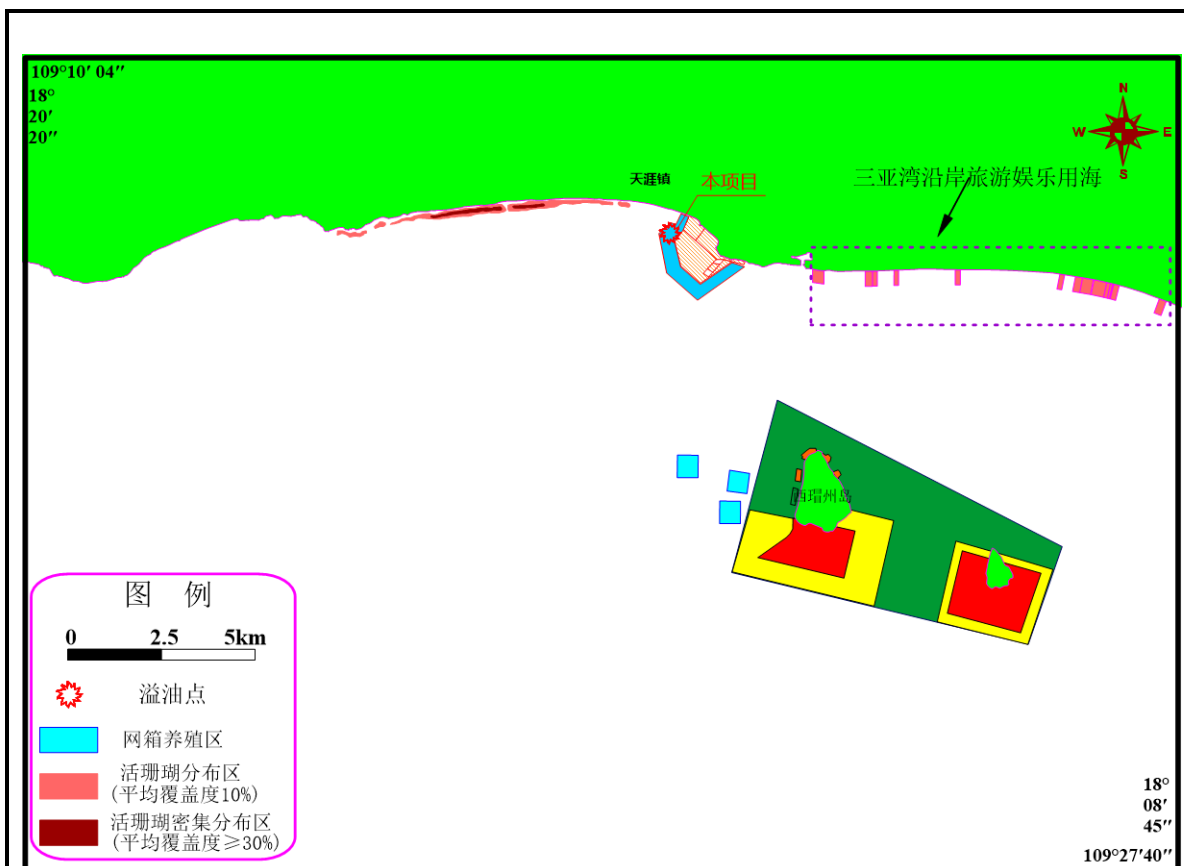 109°10′04″
18°
20′
20″
N
W
E
S
天涯镇
本项目
三亚湾沿岸旅游娱乐用海
西瑁州岛
图 例
0 2.5 5km
溢油点
网箱养殖区
活珊瑚分布区
(平均覆盖度10%)
活珊瑚密集分布区
(平均覆盖度≥30%)
18°
08′
45″
109°27′40″